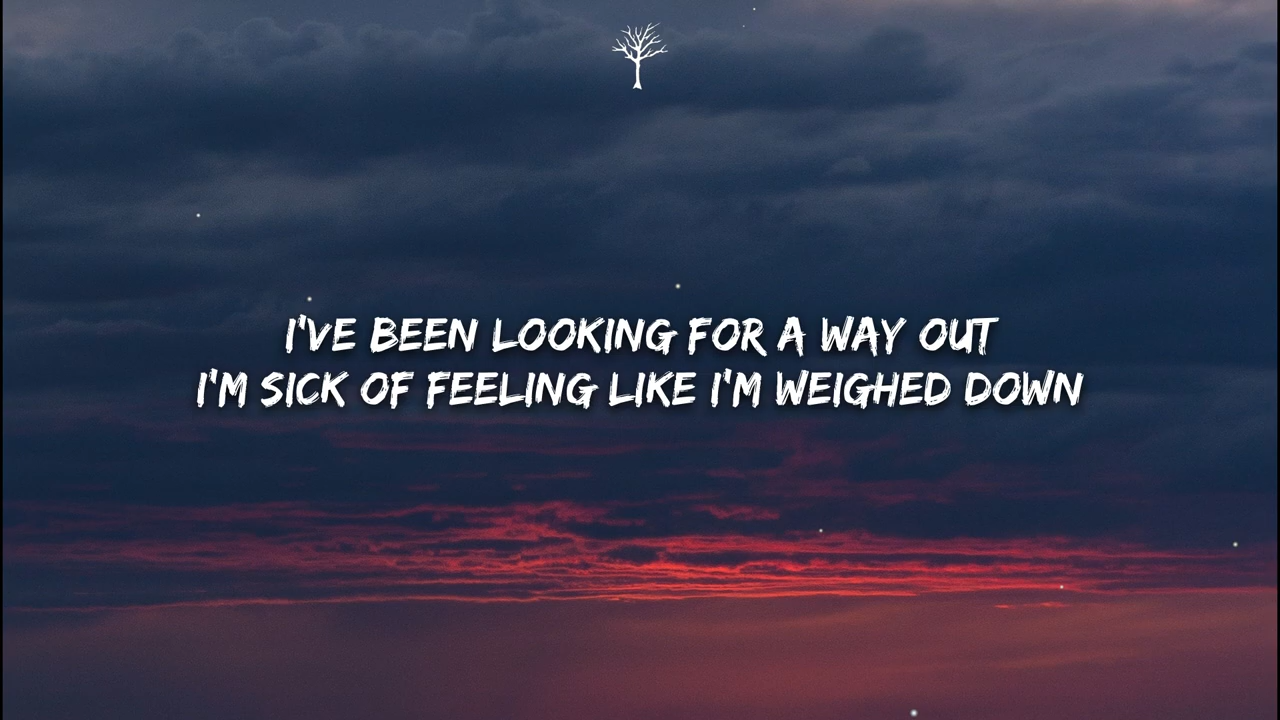 I'VE BEEN LOOKING FOR A WAY OUT
I'M SICK OF FEELING LIKE I'M WEIGHED DOWN